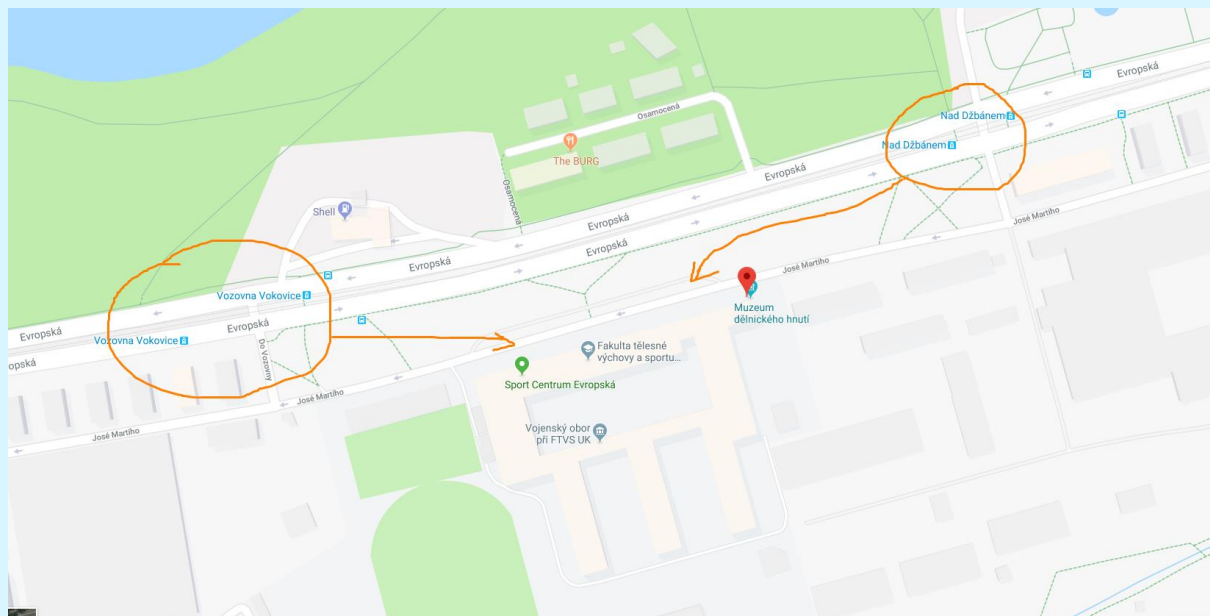 Evropská
Nad Džbánem
Osamocená
Nad Džbánem
The BURG
Evropská
Osamocená
Shell
José Martího
Evropská
Evropská
Evropská
José Martího
Vozovna Vokovice
Muzeum
dělnického hnutí
Evropská
Evropská
Vozovna Vokovice
Do Vozovny
Fakulta tělesné
výchovy a sportu...
opská
Sport Centrum Evropská
José Martího
Vojenský obor
při FTVS UK
José Martího